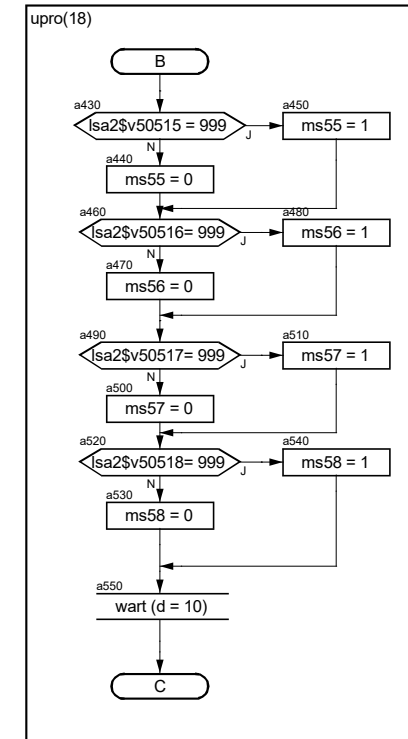 upro(18)
B
a430
lsa2$v50515 = 999
J
a450
ms55 = 1
N
a440
ms55 = 0
a460
lsa2$v50516= 999
J
a480
ms56 = 1
N
a470
ms56 = 0
a490
lsa2$v50517= 999
J
a510
ms57 = 1
N
a500
ms57 = 0
a520
lsa2$v50518= 999
J
a540
ms58 = 1
N
a530
ms58 = 0
a550
wart (d = 10)
C